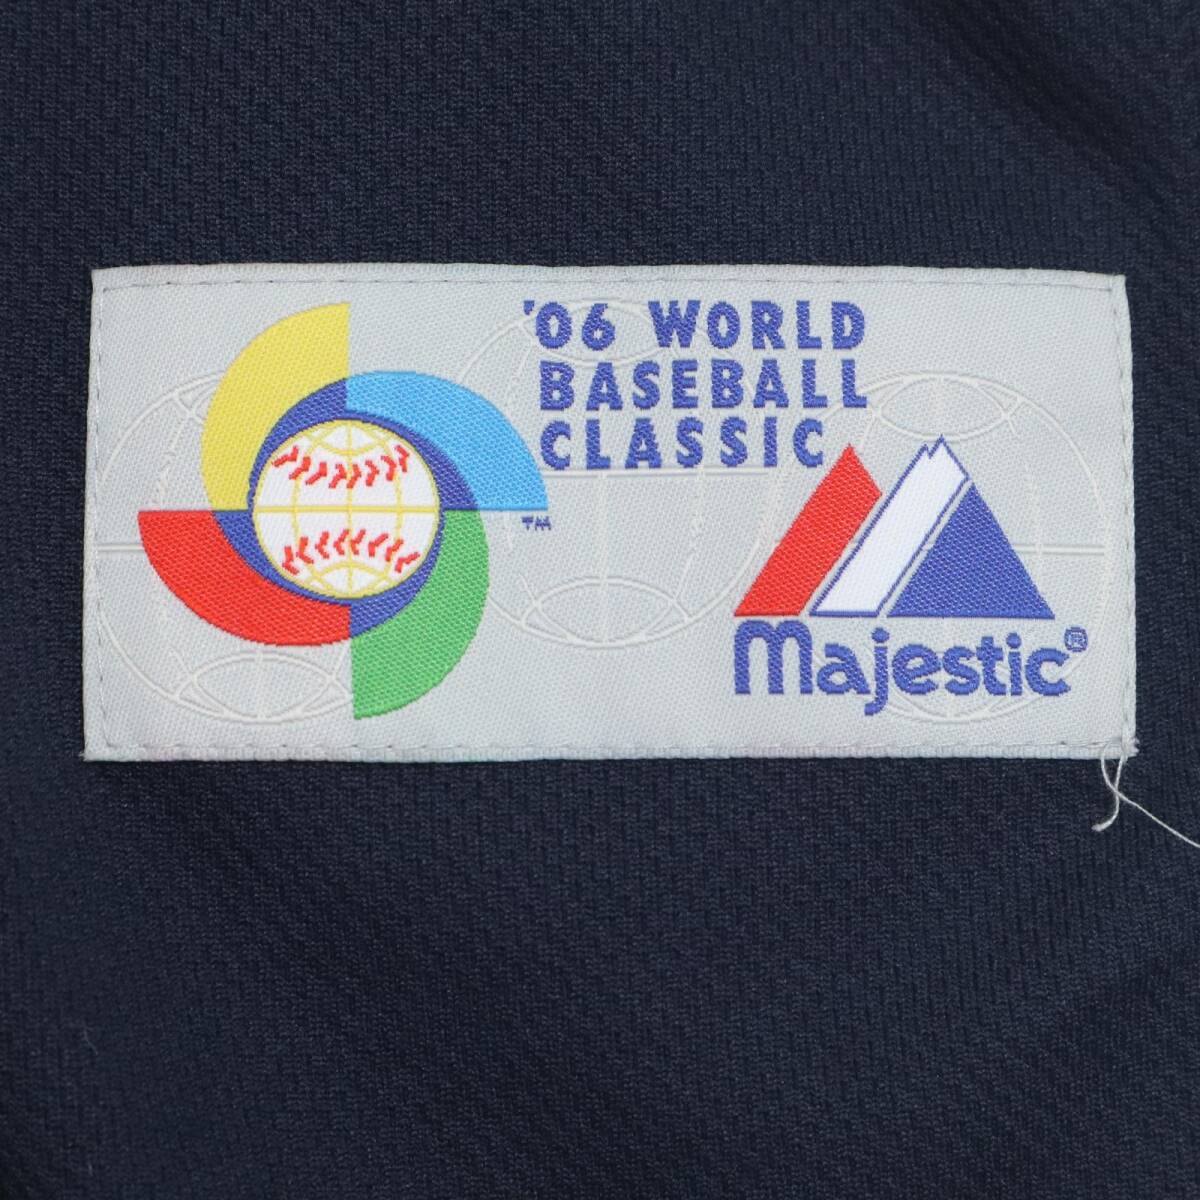 '06 WORLD
BASEBALL
CLASSIC
TM
Majestic®